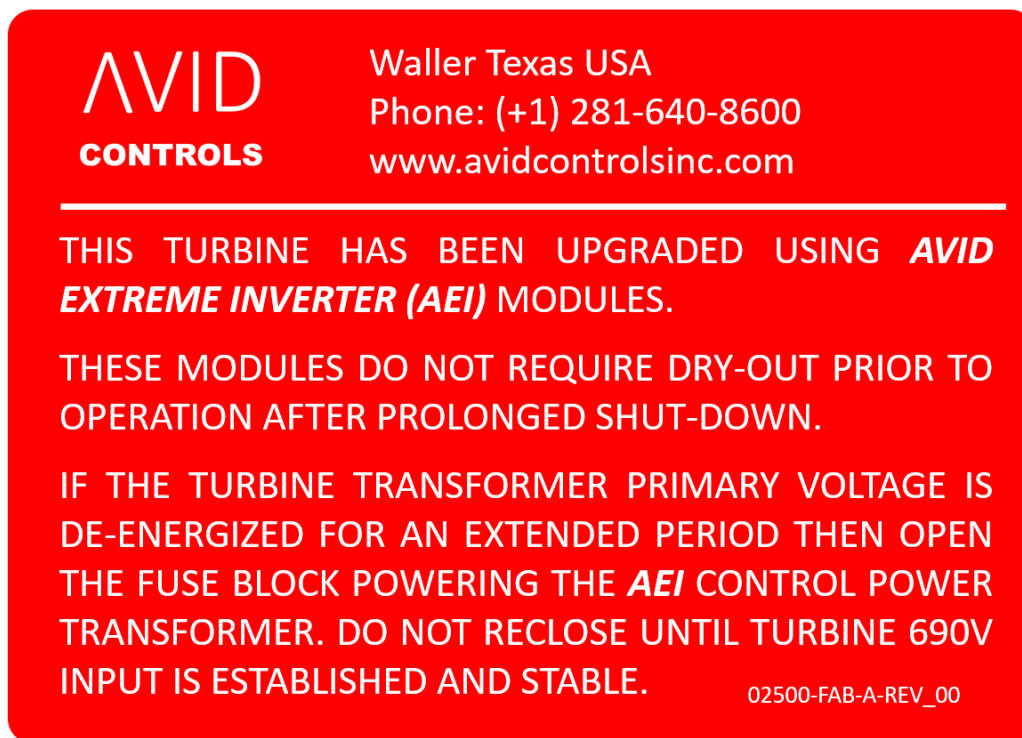 AVID
CONTROLS
Waller Texas USA
Phone: (+1) 281-640-8600
www.avidcontrolsinc.com
THIS TURBINE HAS BEEN UPGRADED USING AVID
EXTREME INVERTER (AEI) MODULES.
THESE MODULES DO NOT REQUIRE DRY-OUT PRIOR TO
OPERATION AFTER PROLONGED SHUT-DOWN.
IF THE TURBINE TRANSFORMER PRIMARY VOLTAGE IS
DE-ENERGIZED FOR AN EXTENDED PERIOD THEN OPEN
THE FUSE BLOCK POWERING THE AEI CONTROL POWER
TRANSFORMER. DO NOT RECLOSE UNTIL TURBINE 690V
INPUT IS ESTABLISHED AND STABLE.
02500-FAB-A-REV_00